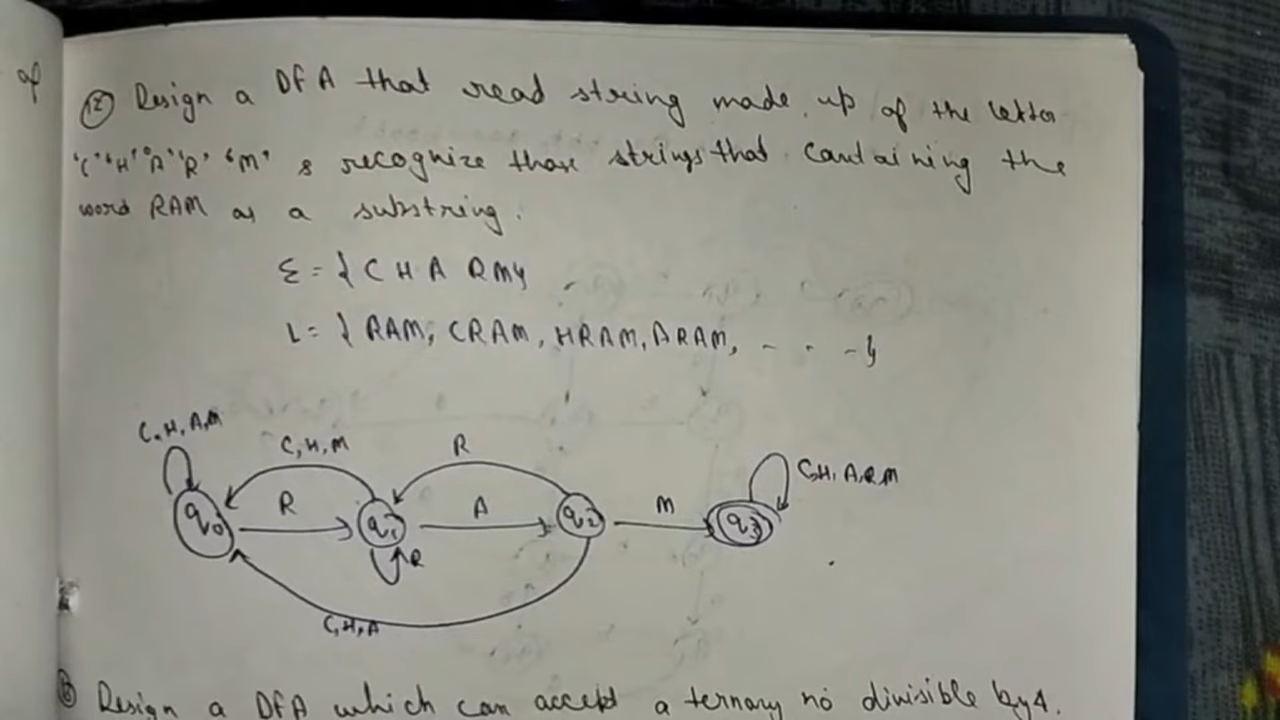 of
(12) Design a DFA that read string made up of the letter
'C' 'H' 'A' 'R' 'M' & recognize those strings that containing the
word RAM as a substring.
Σ = { C H A R M }
L = { RAM, CRAM, HRAM, ARAM, - - - }
C, H, A, M
C, H, M
R
C,H, A,R M
q0
R
q1
A
q2
M
q3
R
C, H, A
Design a DFA which can accept a ternary no divisible by 4.